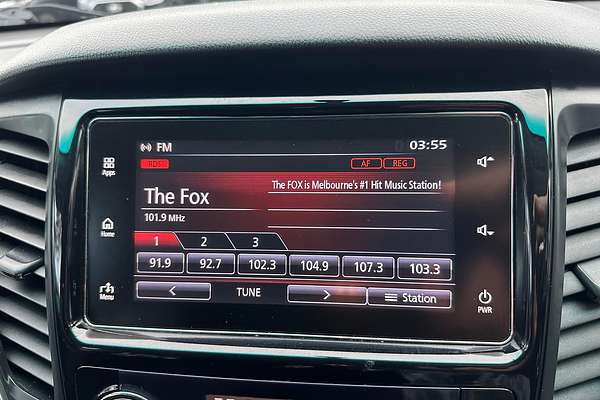 FM
03:55
RDS
AF REG
Apps
The FOX is Melbourne's #1 Hit Music Station!
The Fox
101.9 MHz
Home
1 2 3
91.9 92.7 102.3 104.9 107.3 103.3
Menu
< TUNE > Station
PWR